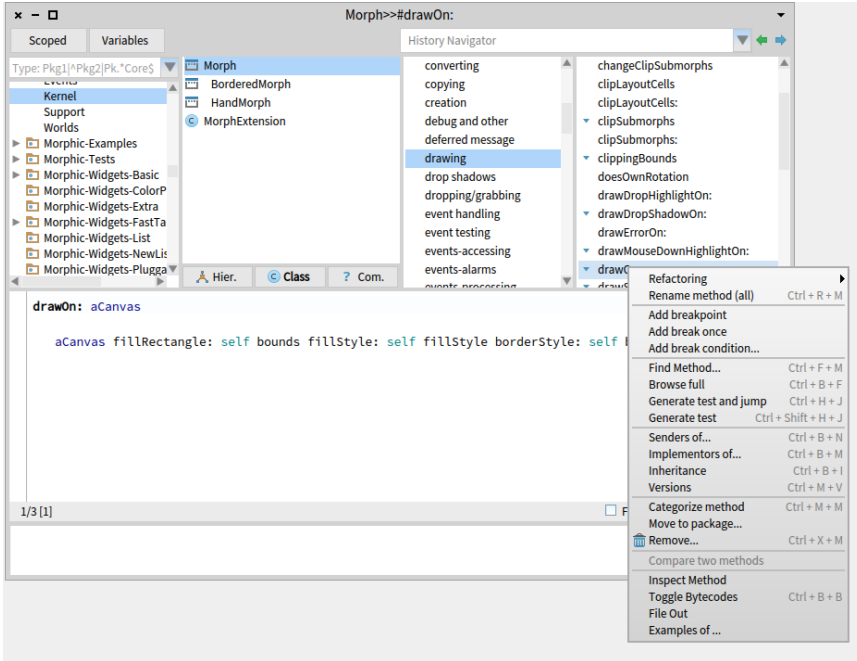 Morph>>#drawOn:
Scoped Variables
History Navigator
Type: Pkg1|^Pkg2|Pk.*Core$
Events
Kernel
Support
Worlds
Morphic-Examples
Morphic-Tests
Morphic-Widgets-Basic
Morphic-Widgets-ColorP
Morphic-Widgets-Extra
Morphic-Widgets-FastTa
Morphic-Widgets-List
Morphic-Widgets-NewLis
Morphic-Widgets-Plugga
Morph
BorderedMorph
HandMorph
MorphExtension
Hier. Class ? Com.
converting
copying
creation
debug and other
deferred message
drawing
drop shadows
dropping/grabbing
event handling
event testing
events-accessing
events-alarms
events-processing
changeClipSubmorphs
clipLayoutCells
clipLayoutCells:
clipSubmorphs
clipSubmorphs:
clippingBounds
doesOwnRotation
drawDropHighlightOn:
drawDropShadowOn:
drawErrorOn:
drawMouseDownHighlightOn:
drawO
drawS
drawOn: aCanvas
aCanvas fillRectangle: self bounds fillStyle: self fillStyle borderStyle: self b
1/3 [1]
F
Refactoring
Rename method (all) Ctrl + R + M
Add breakpoint
Add break once
Add break condition...
Find Method... Ctrl + F + M
Browse full Ctrl + B + F
Generate test and jump Ctrl + H + J
Generate test Ctrl + Shift + H + J
Senders of... Ctrl + B + N
Implementors of... Ctrl + B + M
Inheritance Ctrl + B + I
Versions Ctrl + M + V
Categorize method Ctrl + M + M
Move to package...
Remove... Ctrl + X + M
Compare two methods
Inspect Method
Toggle Bytecodes Ctrl + B + B
File Out
Examples of ...